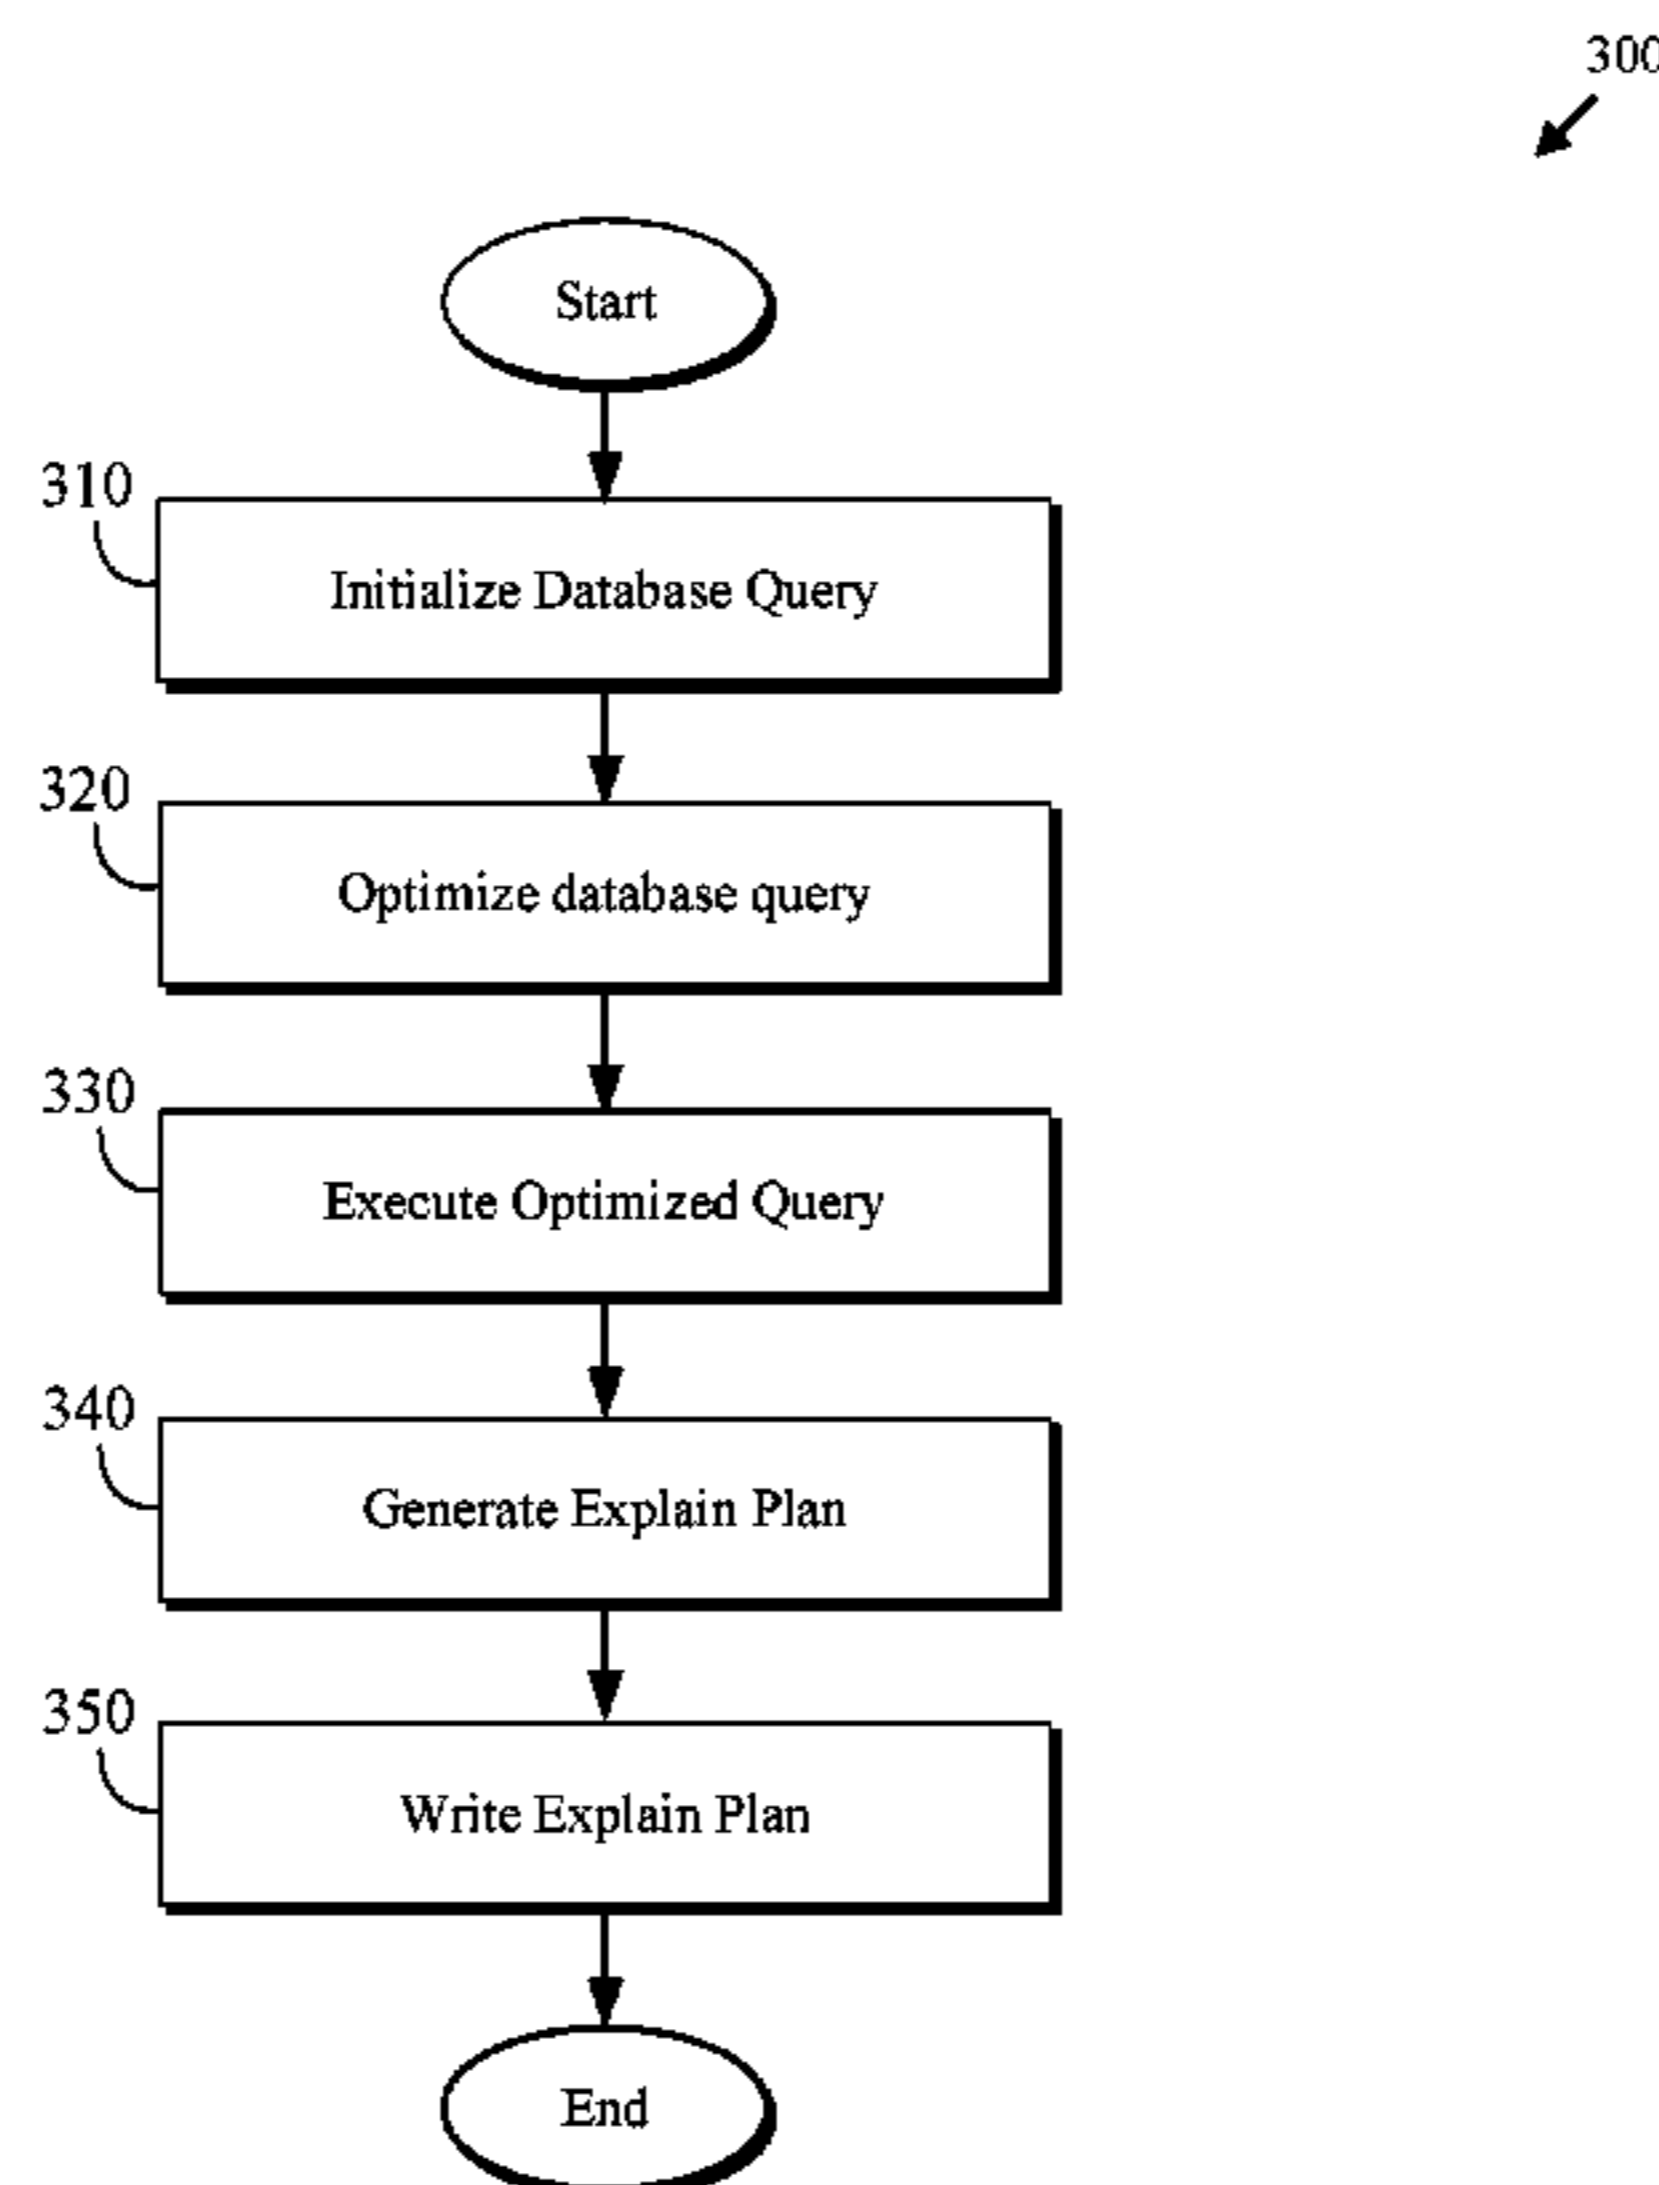 300
Start
310
Initialize Database Query
320
Optimize database query
330
Execute Optimized Query
340
Generate Explain Plan
350
Write Explain Plan
End